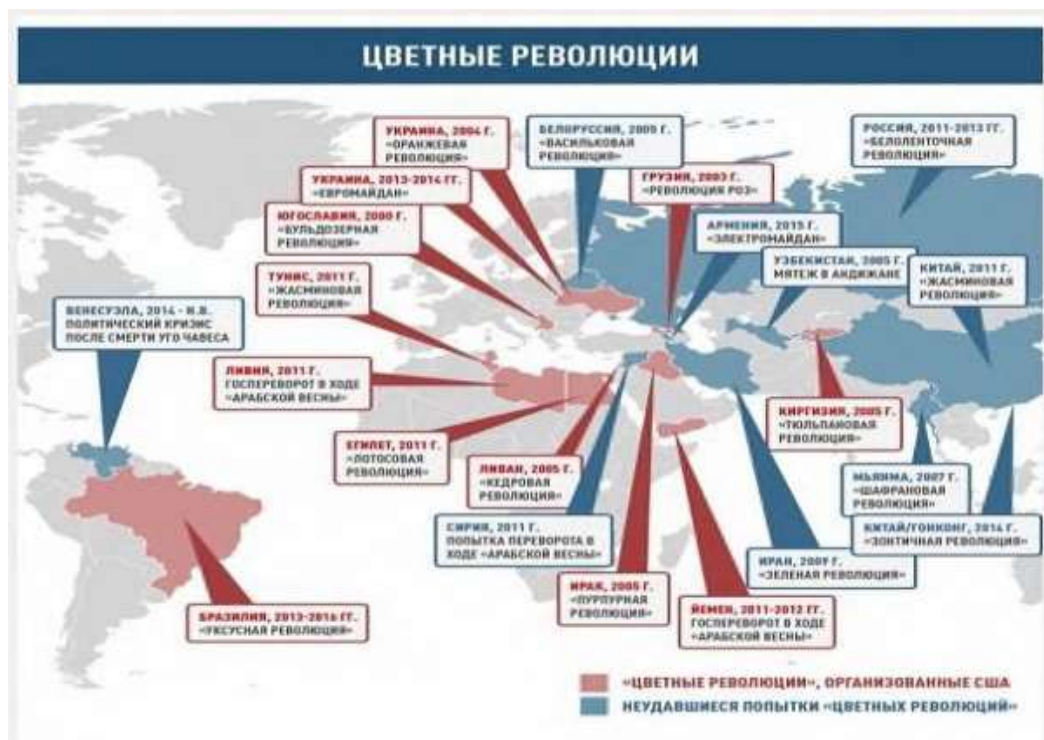 ЦВЕТНЫЕ РЕВОЛЮЦИИ
УКРАИНА, 2004 Г.
«ОРАНЖЕВАЯ
РЕВОЛЮЦИЯ»
БЕЛОРУССИЯ, 2005 Г.
«ВАСИЛЬКОВАЯ
РЕВОЛЮЦИЯ»
РОССИЯ, 2011-2013 ГГ.
«БЕЛОЛЕНТОЧНАЯ
РЕВОЛЮЦИЯ»
УКРАИНА, 2013-2014 ГГ.
«ЕВРОМАЙДАН»
ГРУЗИЯ, 2003 Г.
«РЕВОЛЮЦИЯ РОЗ»
ЮГОСЛАВИЯ, 2000 Г.
«БУЛЬДОЗЕРНАЯ
РЕВОЛЮЦИЯ»
АРМЕНИЯ, 2015 Г.
«ЭЛЕКТРОМАЙДАН»
УЗБЕКИСТАН, 2005 Г.
МЯТЕЖ В АНДИЖАНЕ
КИТАЙ, 2011 Г.
«ЖАСМИНОВАЯ
РЕВОЛЮЦИЯ»
ТУНИС, 2011 Г.
«ЖАСМИНОВАЯ
РЕВОЛЮЦИЯ»
ВЕНЕСУЭЛА, 2014 - Н.В.
ПОЛИТИЧЕСКИЙ КРИЗИС
ПОСЛЕ СМЕРТИ УГО ЧАВЕСА
ЛИВИЯ, 2011 Г.
ГОСПЕРЕВОРОТ В ХОДЕ
«АРАБСКОЙ ВЕСНЫ»
КИРГИЗИЯ, 2005 Г.
«ТЮЛЬПАНОВАЯ
РЕВОЛЮЦИЯ»
ЕГИПЕТ, 2011 Г.
«ЛОТОСОВАЯ
РЕВОЛЮЦИЯ»
ЛИВАН, 2005 Г.
«КЕДРОВАЯ
РЕВОЛЮЦИЯ»
МЬЯНМА, 2007 Г.
«ШАФРАНОВАЯ
РЕВОЛЮЦИЯ»
СИРИЯ, 2011 Г.
ПОПЫТКА ПЕРЕВОРОТА В
ХОДЕ «АРАБСКОЙ ВЕСНЫ»
КИТАЙ/ГОНКОНГ, 2014 Г.
«ЗОНТИЧНАЯ РЕВОЛЮЦИЯ»
ИРАН, 2009 Г.
«ЗЕЛЕНАЯ РЕВОЛЮЦИЯ»
ИРАК, 2005 Г.
«ПУРПУРНАЯ
РЕВОЛЮЦИЯ»
БРАЗИЛИЯ, 2013-2016 ГГ.
«УКСУСНАЯ РЕВОЛЮЦИЯ»
ЙЕМЕН, 2011-2012 ГГ.
ГОСПЕРЕВОРОТ В ХОДЕ
«АРАБСКОЙ ВЕСНЫ»
«ЦВЕТНЫЕ РЕВОЛЮЦИИ», ОРГАНИЗОВАННЫЕ США
НЕУДАВШИЕСЯ ПОПЫТКИ «ЦВЕТНЫХ РЕВОЛЮЦИЙ»